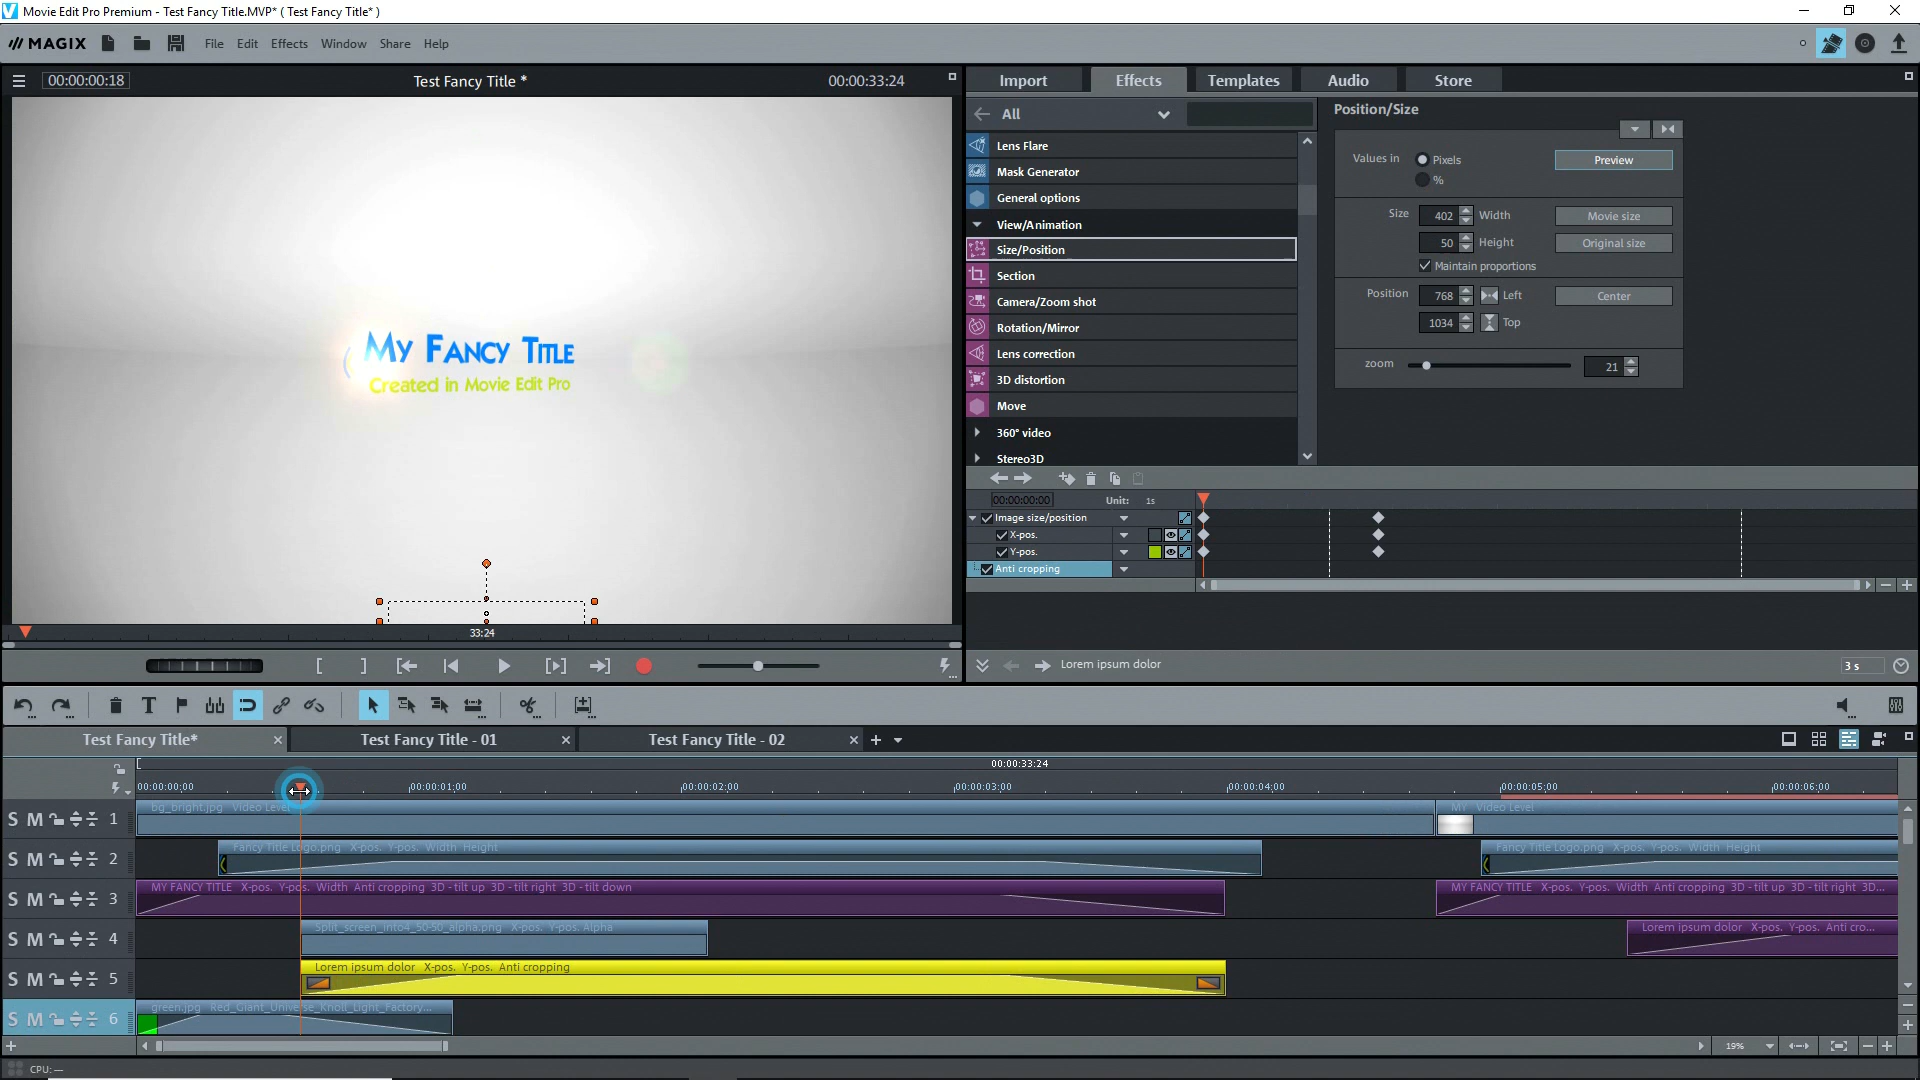 Movie Edit Pro Premium - Test Fancy Title.MVP* ( Test Fancy Title* )
MAGIX File Edit Effects Window Share Help
00:00:00:18 Test Fancy Title * 00:00:33:24
Import Effects Templates Audio Store
All
Lens Flare
Mask Generator
General options
View/Animation
Size/Position
Section
Camera/Zoom shot
Rotation/Mirror
Lens correction
3D distortion
Move
360° video
Stereo3D
Position/Size
Values in Pixels Preview
%
Size 402 Width Movie size
50 Height Original size
Maintain proportions
Position 768 Left Center
1034 Top
zoom 21
My Fancy Title
Created in Movie Edit Pro
33:24
00:00:00:00 Unit: 1s
Image size/position
X-pos.
Y-pos.
Anti cropping
Lorem ipsum dolor 3 s
Test Fancy Title* Test Fancy Title - 01 Test Fancy Title - 02
00:00:33:24
00:00:00;00 00:00:01;00 00:00:02;00 00:00:03;00 00:00:04;00 00:00:05;00 00:00:06;00
S M 1 bg_bright.jpg Video Level MY Video Level
S M 2 Fancy Title Logo.png X-pos. Y-pos. Width Height Fancy Title Logo.png X-pos. Y-pos. Width Height
S M 3 MY FANCY TITLE X-pos. Y-pos. Width Anti cropping 3D - tilt up 3D - tilt right 3D - tilt down MY FANCY TITLE X-pos. Y-pos. Width Anti cropping 3D - tilt up 3D - tilt right 3D...
S M 4 Split_screen_into4_50-50_alpha.png X-pos. Y-pos. Alpha Lorem ipsum dolor X-pos. Y-pos. Anti cro...
S M 5 Lorem ipsum dolor X-pos. Y-pos. Anti cropping
S M 6 green.jpg Red_Giant_Universe_Knoll_Light_Factory...
19%
CPU: —